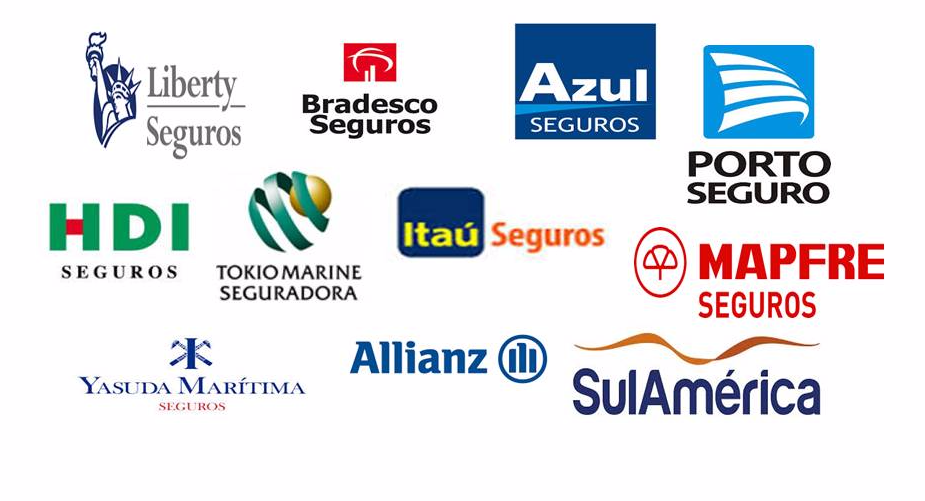 Liberty
Seguros
Bradesco
Seguros
Azul
SEGUROS
PORTO
SEGURO
HDI
SEGUROS
TOKIO MARINE
SEGURADORA
Itaú Seguros
MAPFRE
SEGUROS
YASUDA MARÍTIMA
SEGUROS
Allianz
SulAmérica